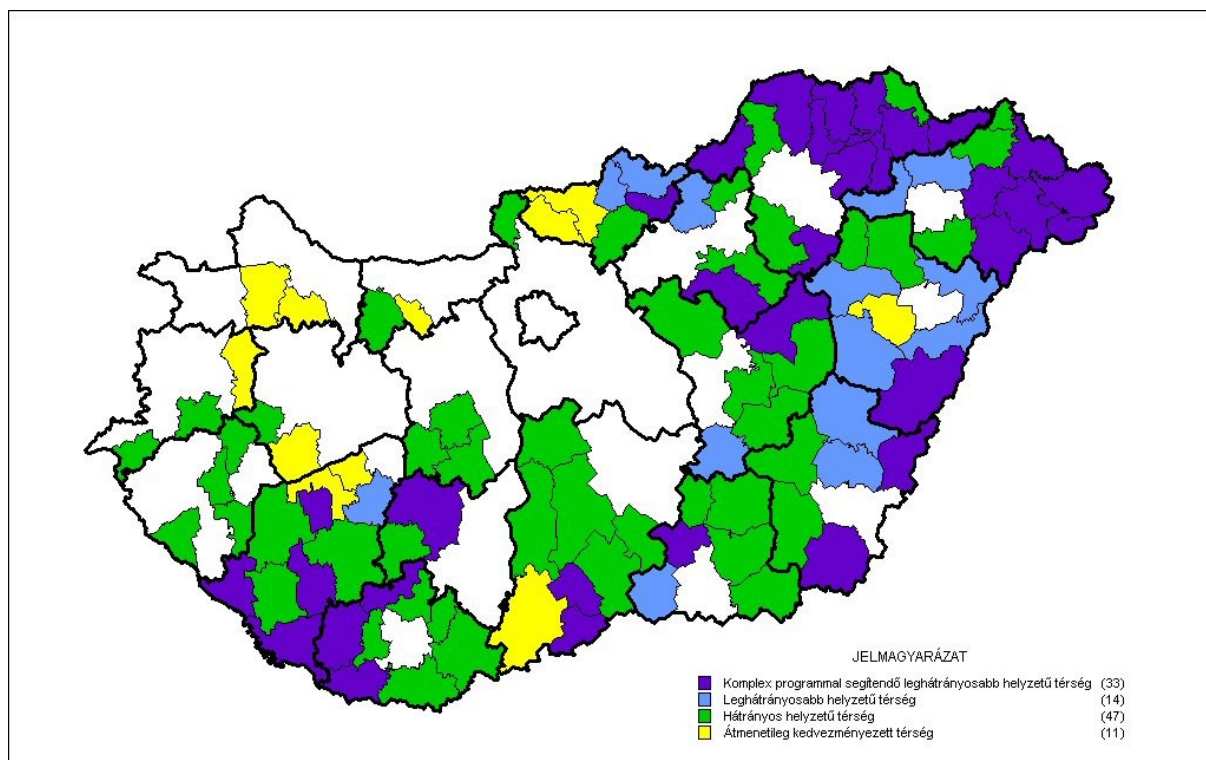 JELMAGYARÁZAT
Komplex programmal segítendő leghátrányosabb helyzetű térség (33)
Leghátrányosabb helyzetű térség (14)
Hátrányos helyzetű térség (47)
Átmenetileg kedvezményezett térség (11)